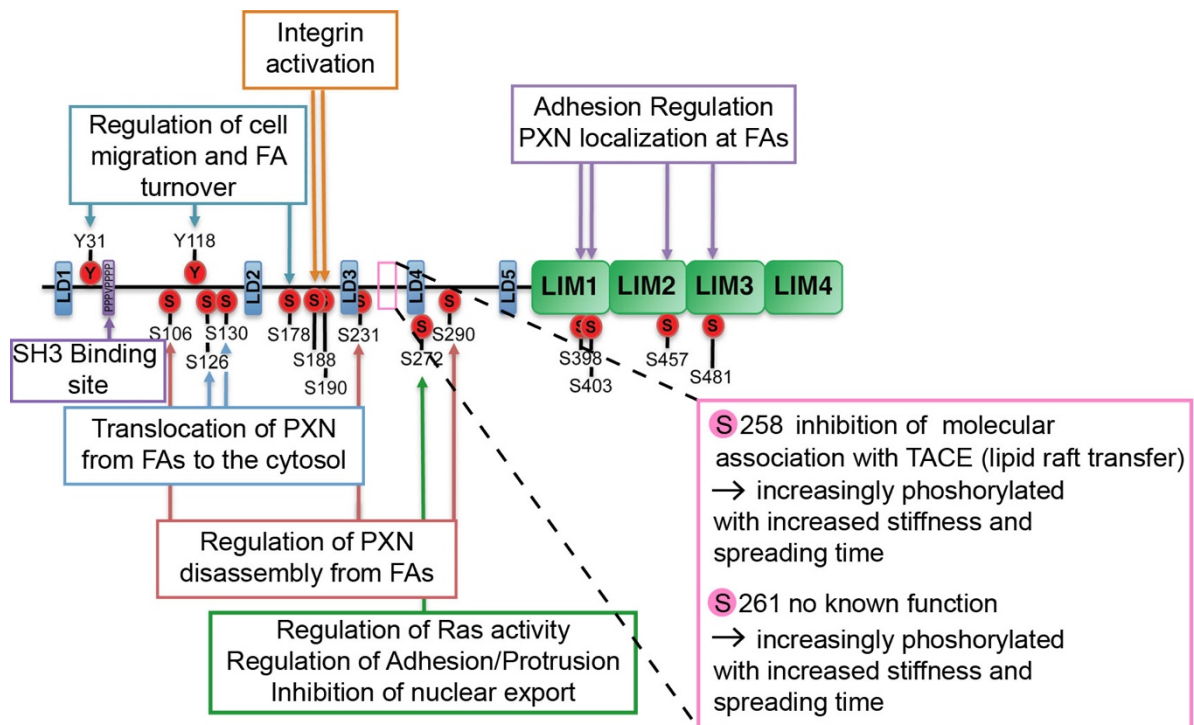 Integrin
activation
Regulation of cell
migration and FA
turnover
Adhesion Regulation
PXN localization at FAs
Y31
Y118
Y
Y
LD1
PPPVPPPP
LD2
LD3
LD4
LD5
LIM1
LIM2
LIM3
LIM4
S
S
S
S
S
S
S
S
S
S
S
S
S
S106
S126
S130
S178
S188
S190
S231
S272
S290
S398
S403
S457
S481
SH3 Binding
site
Translocation of PXN
from FAs to the cytosol
Regulation of PXN
disassembly from FAs
Regulation of Ras activity
Regulation of Adhesion/Protrusion
Inhibition of nuclear export
S 258 inhibition of molecular
association with TACE (lipid raft transfer)
→ increasingly phoshorylated
with increased stiffness and
spreading time
S 261 no known function
→ increasingly phoshorylated
with increased stiffness and
spreading time